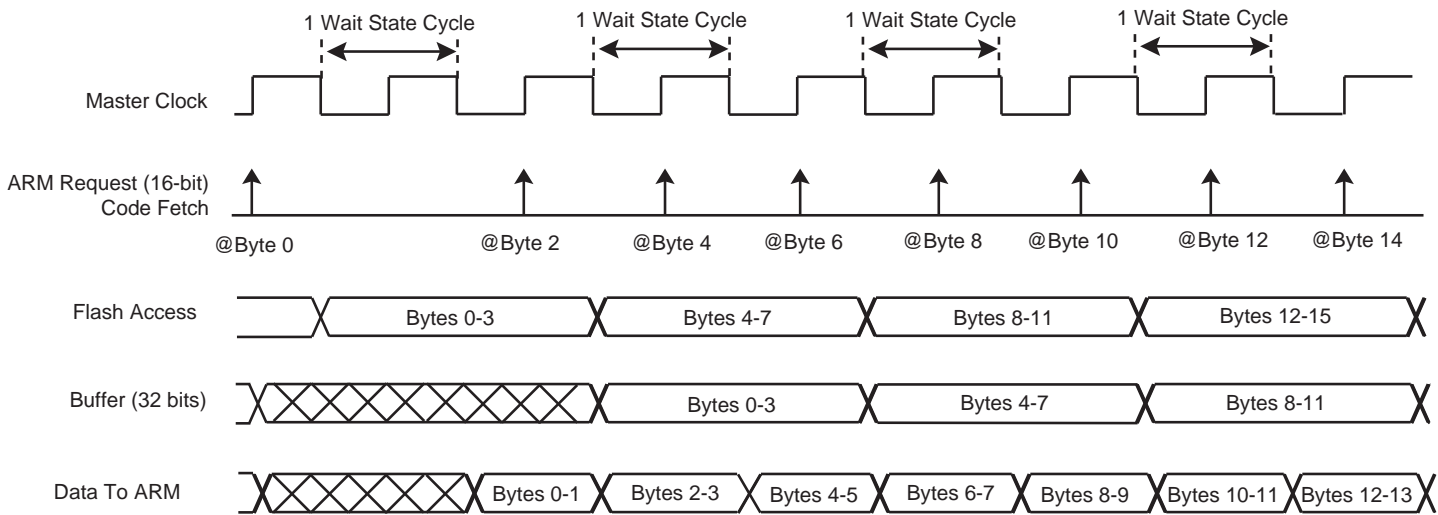 1 Wait State Cycle 1 Wait State Cycle 1 Wait State Cycle 1 Wait State Cycle
Master Clock
ARM Request (16-bit)
Code Fetch
@Byte 0 @Byte 2 @Byte 4 @Byte 6 @Byte 8 @Byte 10 @Byte 12 @Byte 14
Flash Access Bytes 0-3 Bytes 4-7 Bytes 8-11 Bytes 12-15
Buffer (32 bits) Bytes 0-3 Bytes 4-7 Bytes 8-11
Data To ARM Bytes 0-1 Bytes 2-3 Bytes 4-5 Bytes 6-7 Bytes 8-9 Bytes 10-11 Bytes 12-13